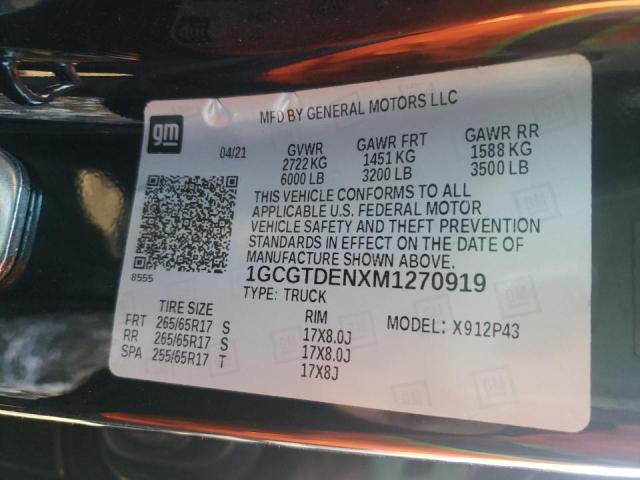 MFD BY GENERAL MOTORS LLC
gm
04/21
GVWR GAWR FRT GAWR RR
2722 KG 1451 KG 1588 KG
6000 LB 3200 LB 3500 LB
THIS VEHICLE CONFORMS TO ALL
APPLICABLE U.S. FEDERAL MOTOR
VEHICLE SAFETY AND THEFT PREVENTION
STANDARDS IN EFFECT ON THE DATE OF
MANUFACTURE SHOWN ABOVE.
8555
1GCGTDENXM1270919
TYPE: TRUCK
TIRE SIZE RIM MODEL: X912P43
FRT 265/65R17 S 17X8.0J
RR 265/65R17 S 17X8.0J
SPA 255/65R17 T 17X8J